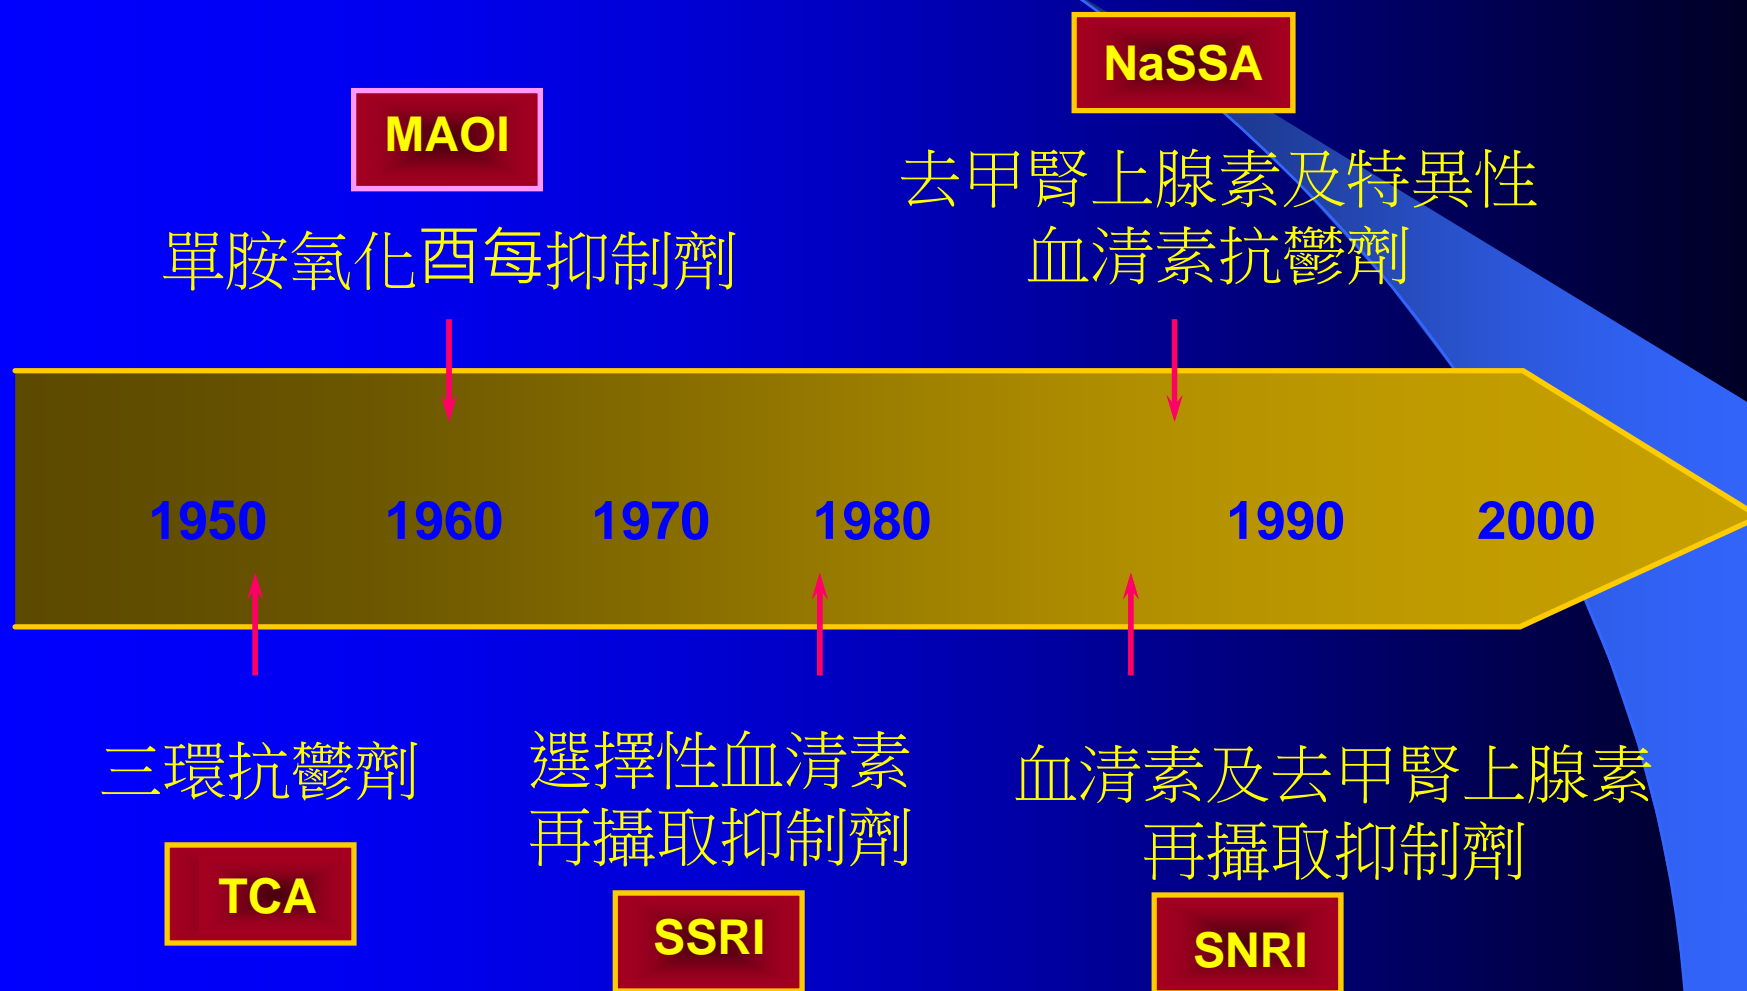 NaSSA
去甲腎上腺素及特異性
血清素抗鬱劑
MAOI
單胺氧化酉每抑制劑
1950 1960 1970 1980 1990 2000
三環抗鬱劑
TCA
選擇性血清素
再攝取抑制劑
SSRI
血清素及去甲腎上腺素
再攝取抑制劑
SNRI